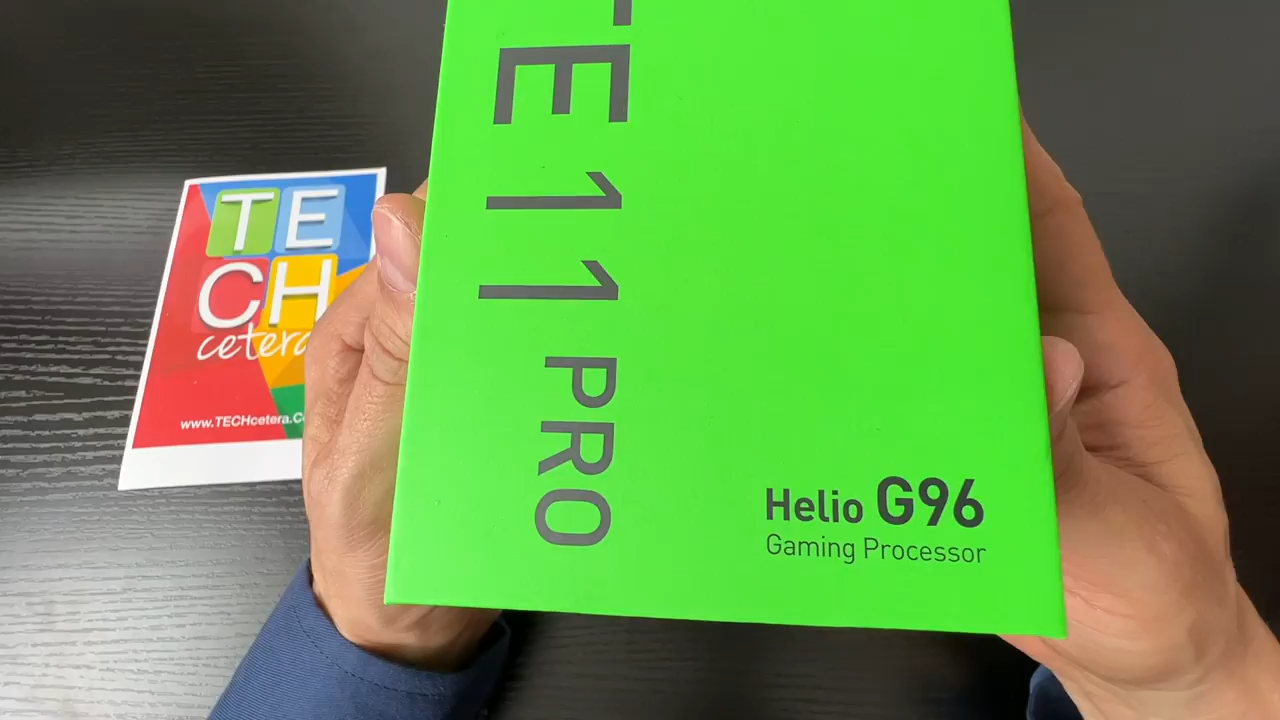 E 11 PRO
Helio G96
Gaming Processor
TE
CH
cetera
www.TECHcetera.C